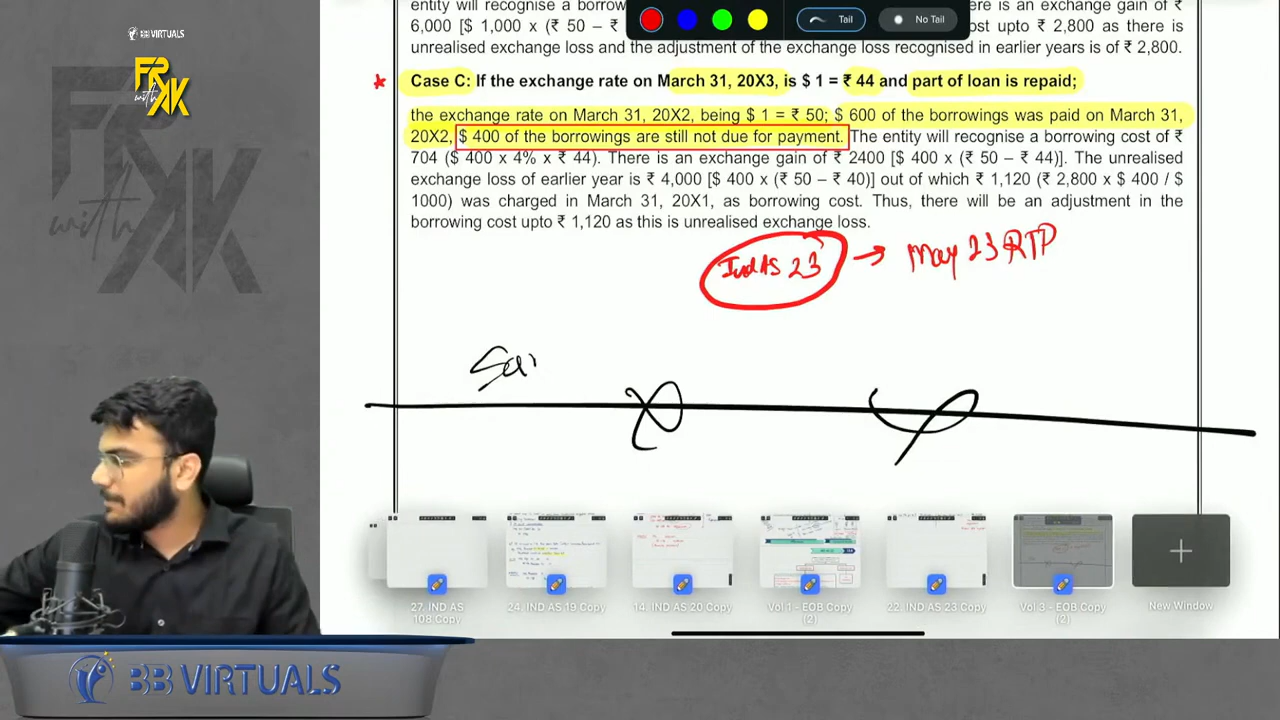 BB VIRTUALS
FR
with
AK
entity will recognise a borrow
ere is an exchange gain of ₹
6,000 [$ 1,000 x (₹ 50 – ₹
ost upto ₹ 2,800 as there is
unrealised exchange loss and the adjustment of the exchange loss recognised in earlier years is of ₹ 2,800.
Tail
No Tail
Case C: If the exchange rate on March 31, 20X3, is $ 1 = ₹ 44 and part of loan is repaid;
the exchange rate on March 31, 20X2, being $ 1 = ₹ 50; $ 600 of the borrowings was paid on March 31,
20X2, $ 400 of the borrowings are still not due for payment. The entity will recognise a borrowing cost of ₹
704 ($ 400 x 4% x ₹ 44). There is an exchange gain of ₹ 2400 [$ 400 x (₹ 50 – ₹ 44)]. The unrealised
exchange loss of earlier year is ₹ 4,000 [$ 400 x (₹ 50 – ₹ 40)] out of which ₹ 1,120 (₹ 2,800 x $ 400 / $
1000) was charged in March 31, 20X1, as borrowing cost. Thus, there will be an adjustment in the
borrowing cost upto ₹ 1,120 as this is unrealised exchange loss.
Ind AS 23 → May 23 RTP
27. IND AS 108 Copy
24. IND AS 19 Copy
14. IND AS 20 Copy
Vol 1 - EOB Copy (2)
22. IND AS 23 Copy
Vol 3 - EOB Copy (2)
New Window
BB VIRTUALS